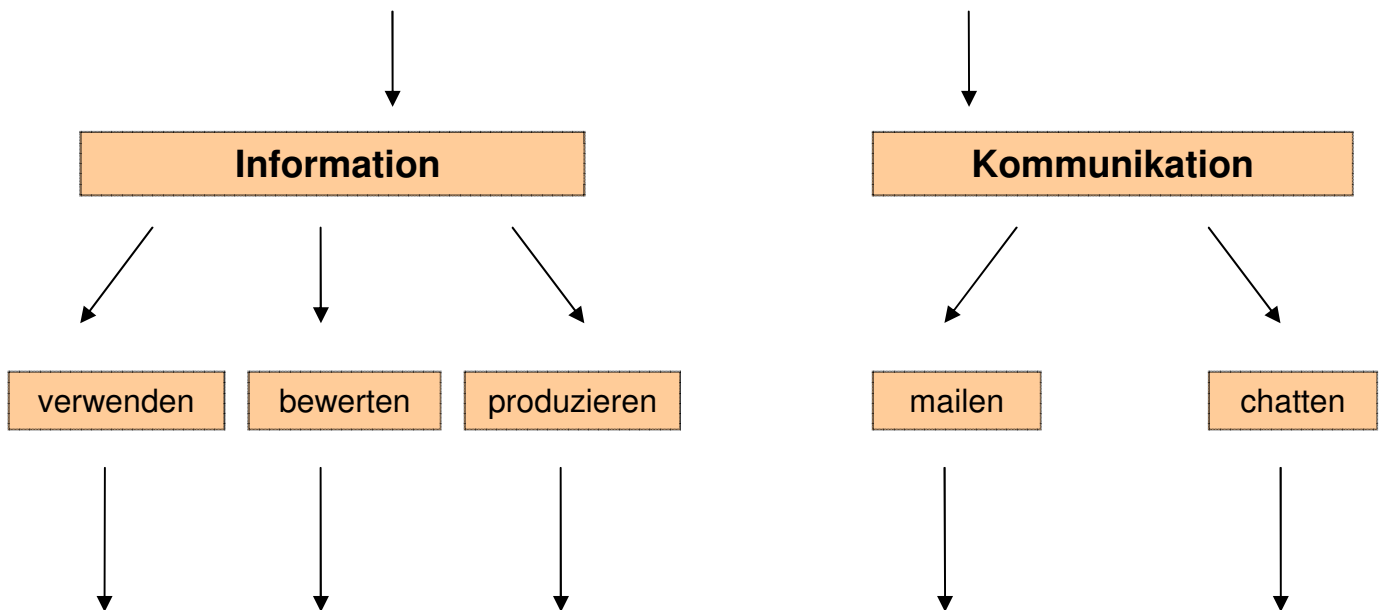 Information
Kommunikation
verwenden
bewerten
produzieren
mailen
chatten